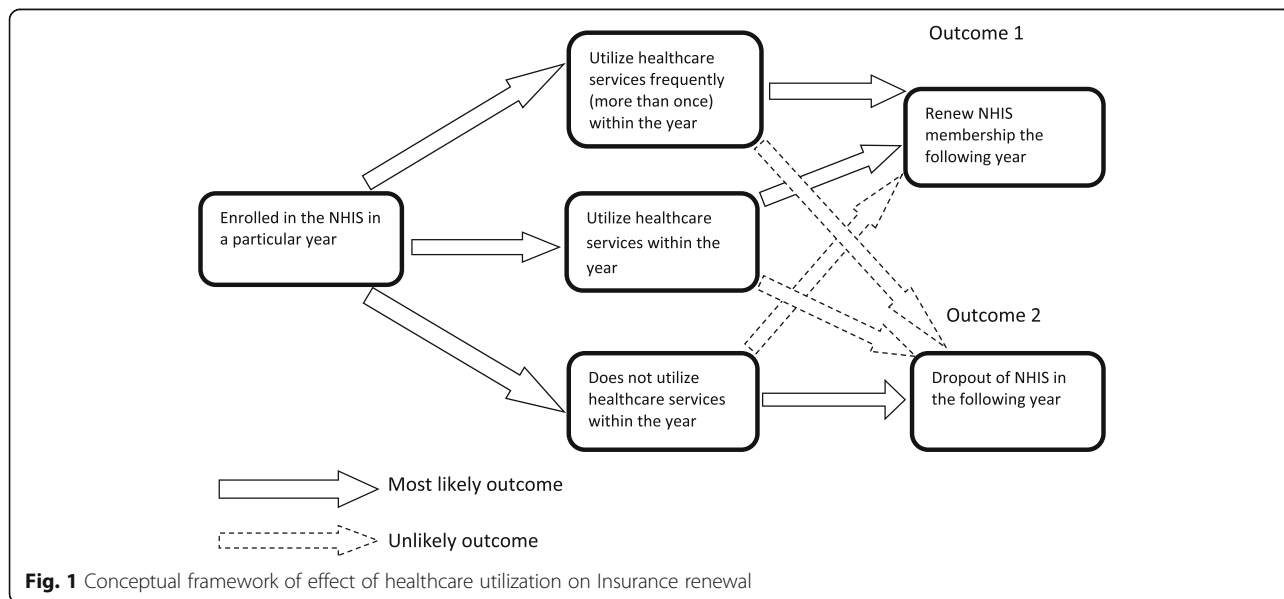 Outcome 1
Utilize healthcare
services frequently
(more than once)
within the year
Renew NHIS
membership the
following year
Enrolled in the NHIS in
a particular year
Utilize healthcare
services within the
year
Outcome 2
Does not utilize
healthcare services
within the year
Dropout of NHIS in
the following year
Most likely outcome
Unlikely outcome
Fig. 1 Conceptual framework of effect of healthcare utilization on Insurance renewal